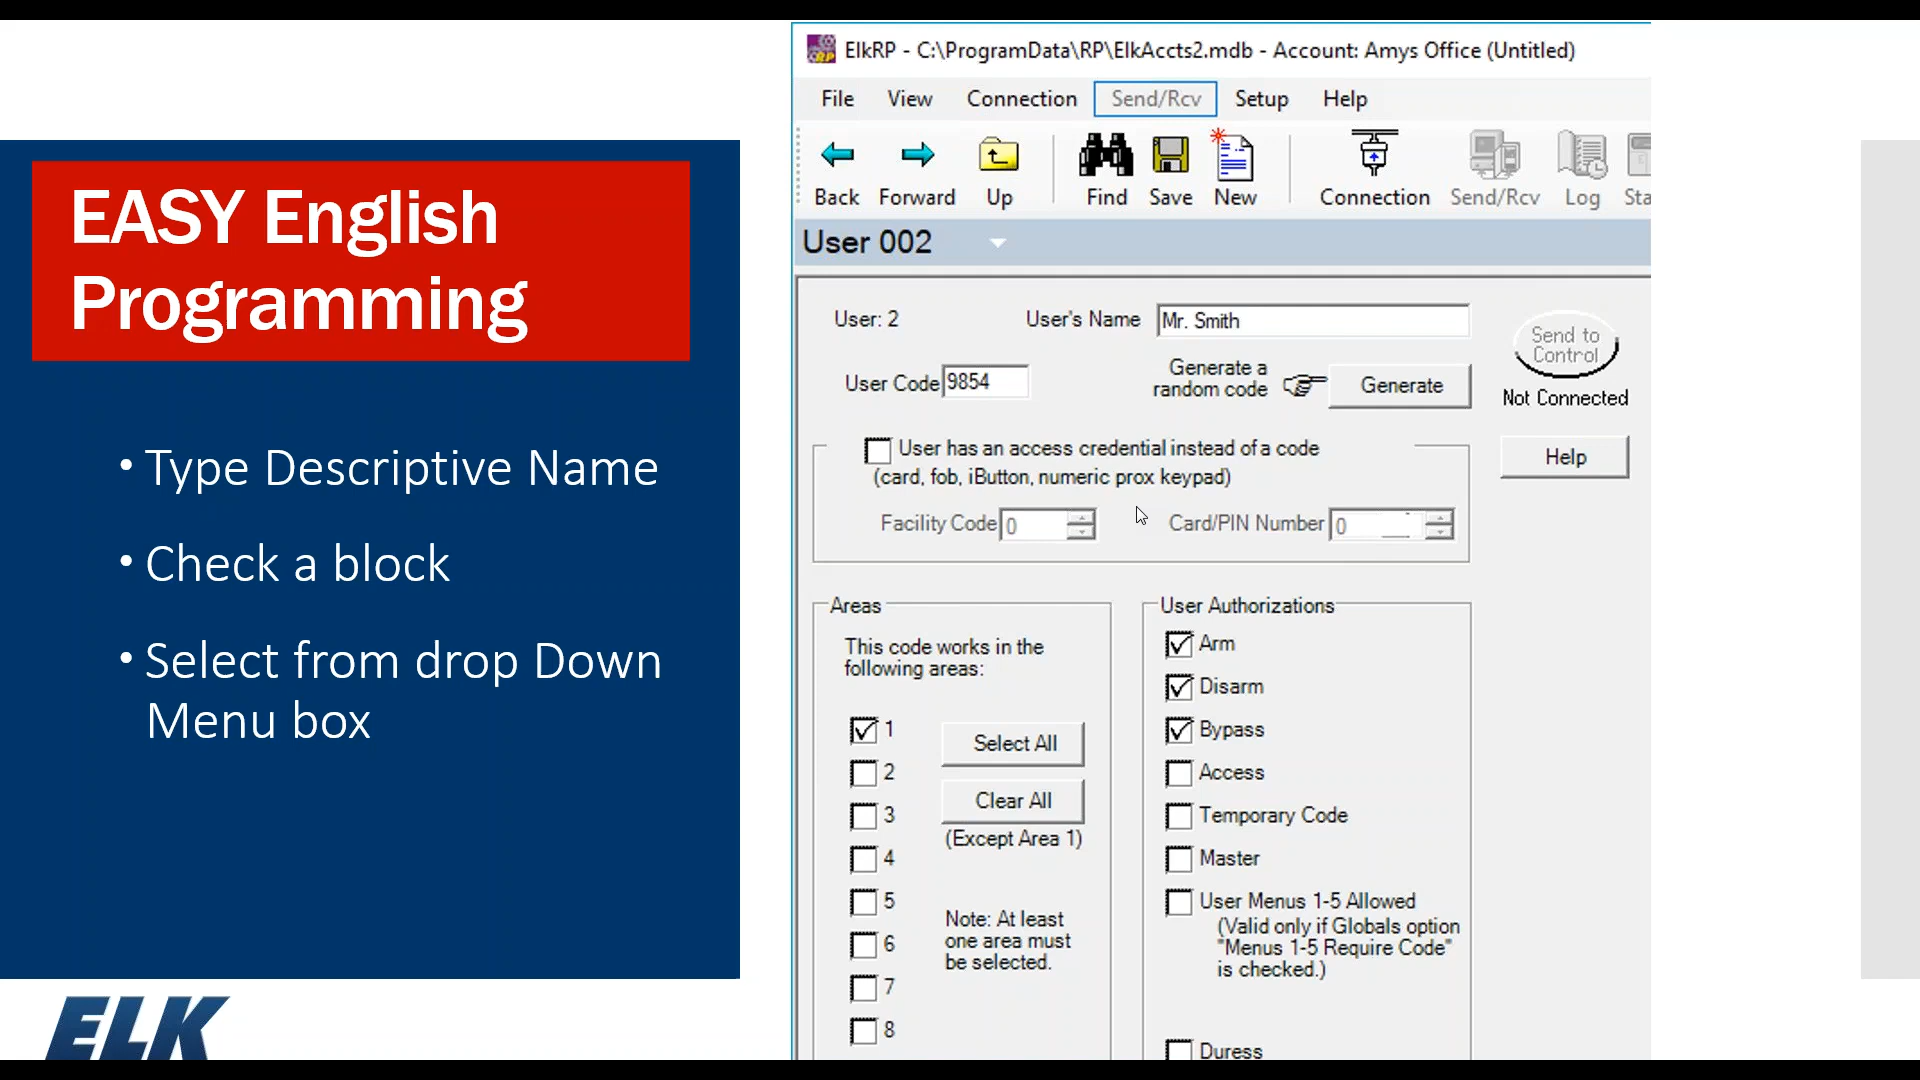 EASY English
Programming
• Type Descriptive Name
• Check a block
• Select from drop Down
Menu box
ELK
ElkRP - C:\ProgramData\RP\ElkAccts2.mdb - Account: Amys Office (Untitled)
File View Connection Send/Rcv Setup Help
Back Forward Up Find Save New Connection Send/Rcv Log
User 002
User: 2 User's Name Mr. Smith
Send to
Control
Not Connected
User Code 9854
Generate a
random code
Generate
Help
User has an access credential instead of a code
(card, fob, iButton, numeric prox keypad)
Facility Code 0 Card/PIN Number 0
Areas
This code works in the
following areas:
1
2
3
4
5
6
7
8
Select All
Clear All
(Except Area 1)
Note: At least
one area must
be selected.
User Authorizations
Arm
Disarm
Bypass
Access
Temporary Code
Master
User Menus 1-5 Allowed
(Valid only if Globals option
"Menus 1-5 Require Code"
is checked.)
Duress